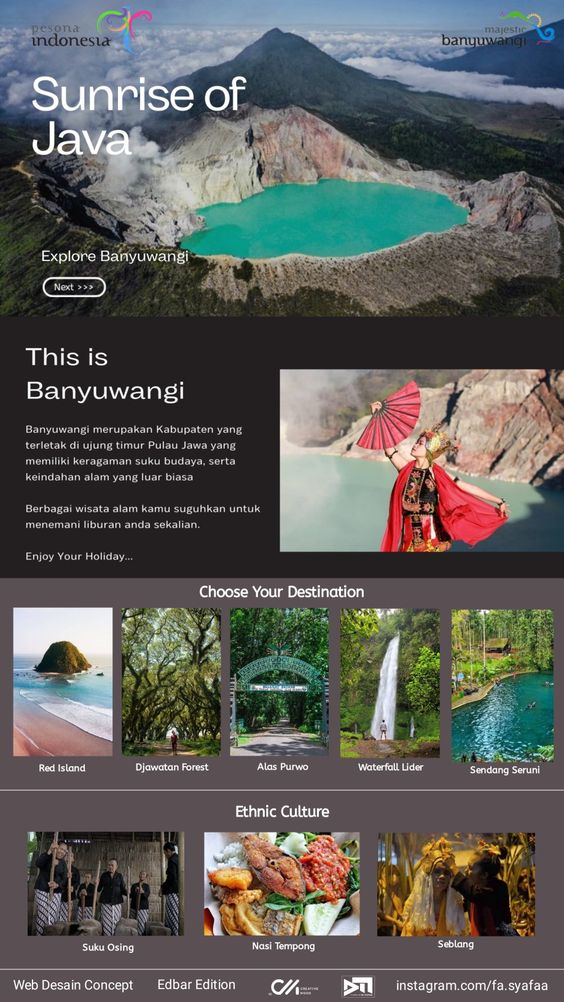 pesona
indonesia
majestic
banyuwangi
Sunrise of
Java
Explore Banyuwangi
Next >>>
This is
Banyuwangi
Banyuwangi merupakan Kabupaten yang
terletak di ujung timur Pulau Jawa yang
memiliki keragaman suku budaya, serta
keindahan alam yang luar biasa
Berbagai wisata alam kamu suguhkan untuk
menemani liburan anda sekalian.
Enjoy Your Holiday...
Choose Your Destination
Red Island
Djawatan Forest
Alas Purwo
Waterfall Lider
Sendang Seruni
Ethnic Culture
Suku Osing
Nasi Tempong
Seblang
Web Desain Concept
Edbar Edition
instagram.com/fa.syafaa